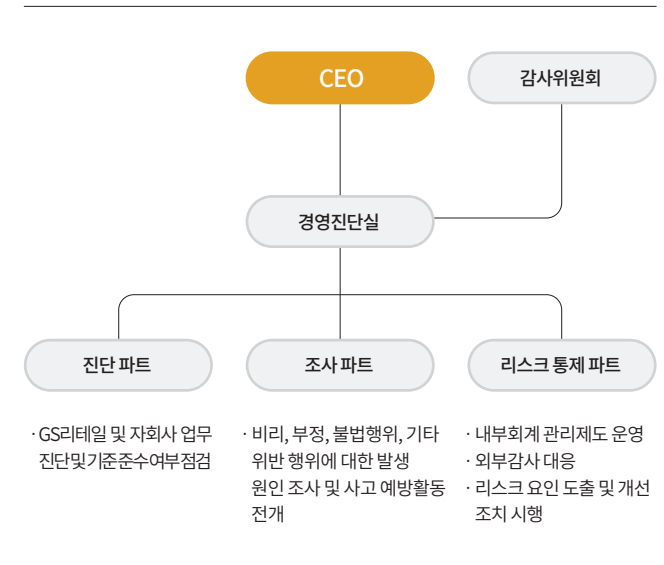 CEO
감사위원회
경영진단실
진단 파트
조사 파트
리스크 통제 파트
· GS리테일 및 자회사 업무
진단및기준준수여부점검
· 비리, 부정, 불법행위, 기타
위반 행위에 대한 발생
원인 조사 및 사고 예방활동
전개
· 내부회계 관리제도 운영
· 외부감사 대응
· 리스크 요인 도출 및 개선
조치 시행